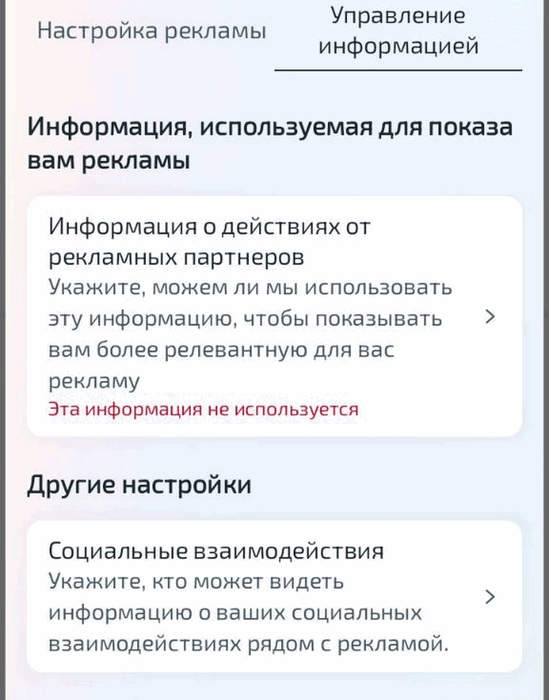 Настройка рекламы
Управление
информацией
Информация, используемая для показа
вам рекламы
Информация о действиях от
рекламных партнеров
Укажите, можем ли мы использовать
эту информацию, чтобы показывать
вам более релевантную для вас
рекламу
Эта информация не используется
Другие настройки
Социальные взаимодействия
Укажите, кто может видеть
информацию о ваших социальных
взаимодействиях рядом с рекламой.